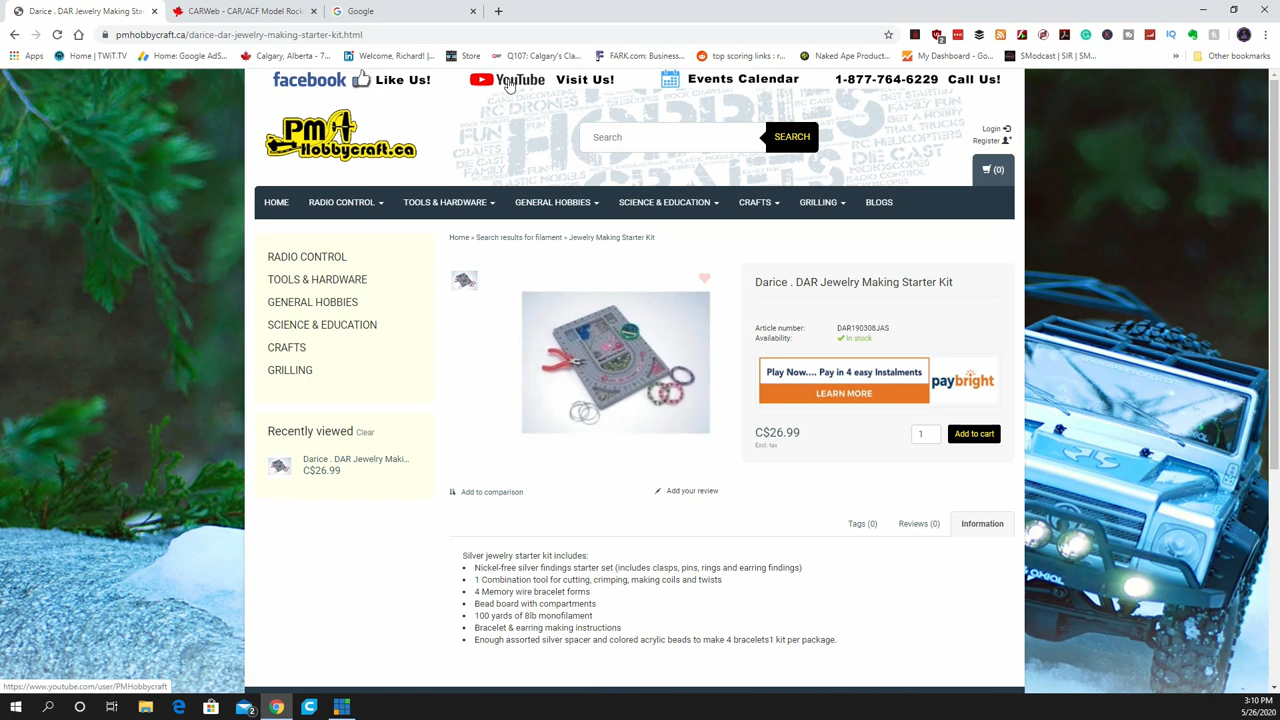 Darice . DAR Jewelry Making St
CARWeb - CAR/ACF Model Rock
Google
pmhobbycraft.ca/darice-dar-jewelry-making-starter-kit.html
Apps
Home | TWiT.TV
Home: Global Affairs...
Calgary, Alberta - 7...
Welcome, Richard! |...
Store
Q107: Calgary's Cla...
FARK.com: Business...
top scoring links : r...
Naked Ape Product...
My Dashboard - Go...
SModcast | SIR | SM...
»
Other bookmarks
facebook Like Us!
YouTube Visit Us!
Events Calendar
1-877-764-6229 Call Us!
PM Hobbycraft.ca
Search
SEARCH
Login
Register
(0)
HOME
RADIO CONTROL
TOOLS & HARDWARE
GENERAL HOBBIES
SCIENCE & EDUCATION
CRAFTS
GRILLING
BLOGS
RADIO CONTROL
TOOLS & HARDWARE
GENERAL HOBBIES
SCIENCE & EDUCATION
CRAFTS
GRILLING
Recently viewed Clear
Darice . DAR Jewelry Maki...
C$26.99
Home » Search results for filament » Jewelry Making Starter Kit
Darice . DAR Jewelry Making Starter Kit
Article number: DAR190308JAS
Availability: In stock
Play Now.... Pay in 4 easy Instalments
LEARN MORE
paybright
C$26.99
Excl. tax
1
Add to cart
Add to comparison
Add your review
Tags (0)
Reviews (0)
Information
Silver jewelry starter kit includes:
• Nickel-free silver findings starter set (includes clasps, pins, rings and earring findings)
• 1 Combination tool for cutting, crimping, making coils and twists
• 4 Memory wire bracelet forms
• Bead board with compartments
• 100 yards of 8lb monofilament
• Bracelet & earring making instructions
• Enough assorted silver spacer and colored acrylic beads to make 4 bracelets1 kit per package.
https://www.youtube.com/user/PMHobbycraft
3:10 PM
5/26/2020